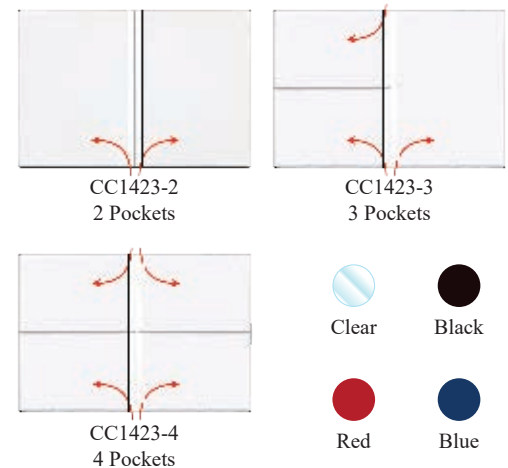 CC1423-2
2 Pockets
CC1423-3
3 Pockets
CC1423-4
4 Pockets
Clear
Black
Red
Blue